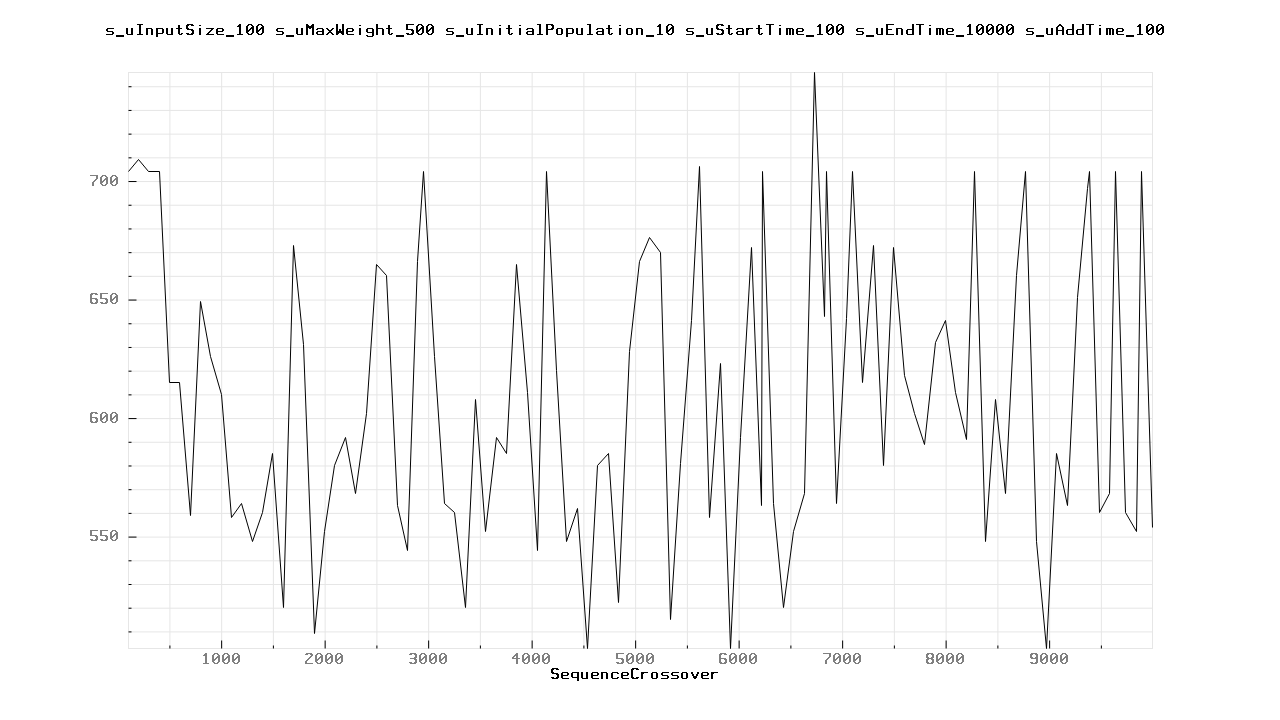 s_uInputSize_100 s_uMaxWeight_500 s_uInitialPopulation_10 s_uStartTime_100 s_uEndTime_10000 s_uAddTime_100
700
650
600
550
1000 2000 3000 4000 5000 6000 7000 8000 9000
SequenceCrossover